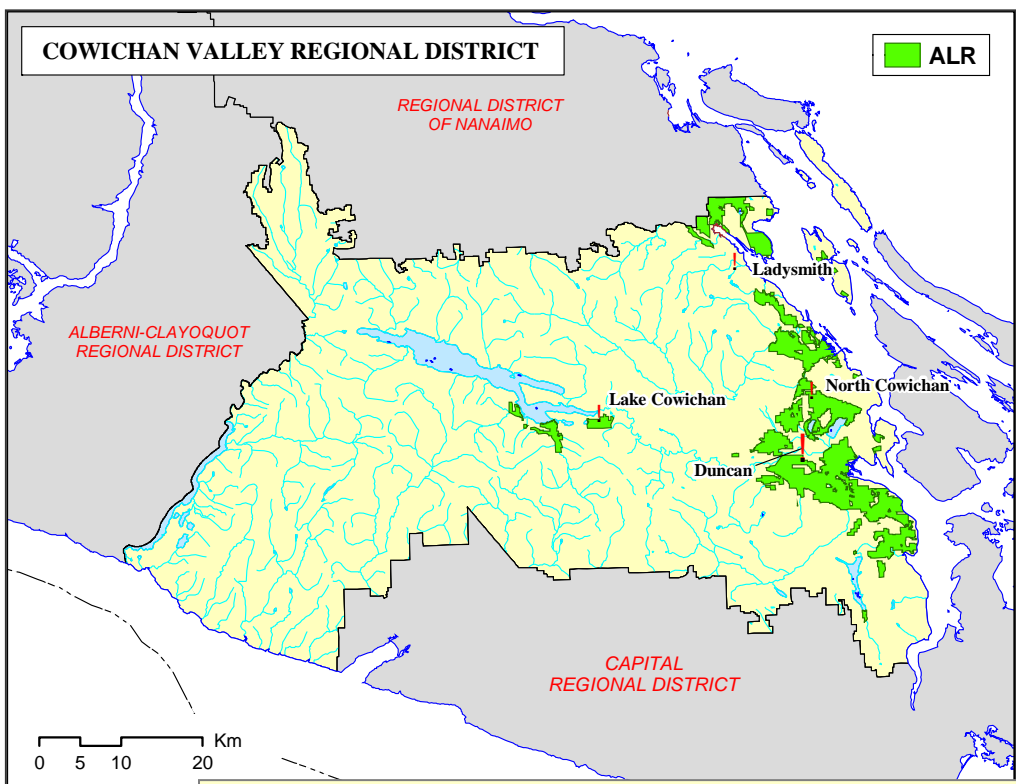 COWICHAN VALLEY REGIONAL DISTRICT
ALR
REGIONAL DISTRICT
OF NANAIMO
Ladysmith
ALBERNI-CLAYOQUOT
REGIONAL DISTRICT
North Cowichan
Lake Cowichan
Duncan
CAPITAL
REGIONAL DISTRICT
Km
0 5 10 20